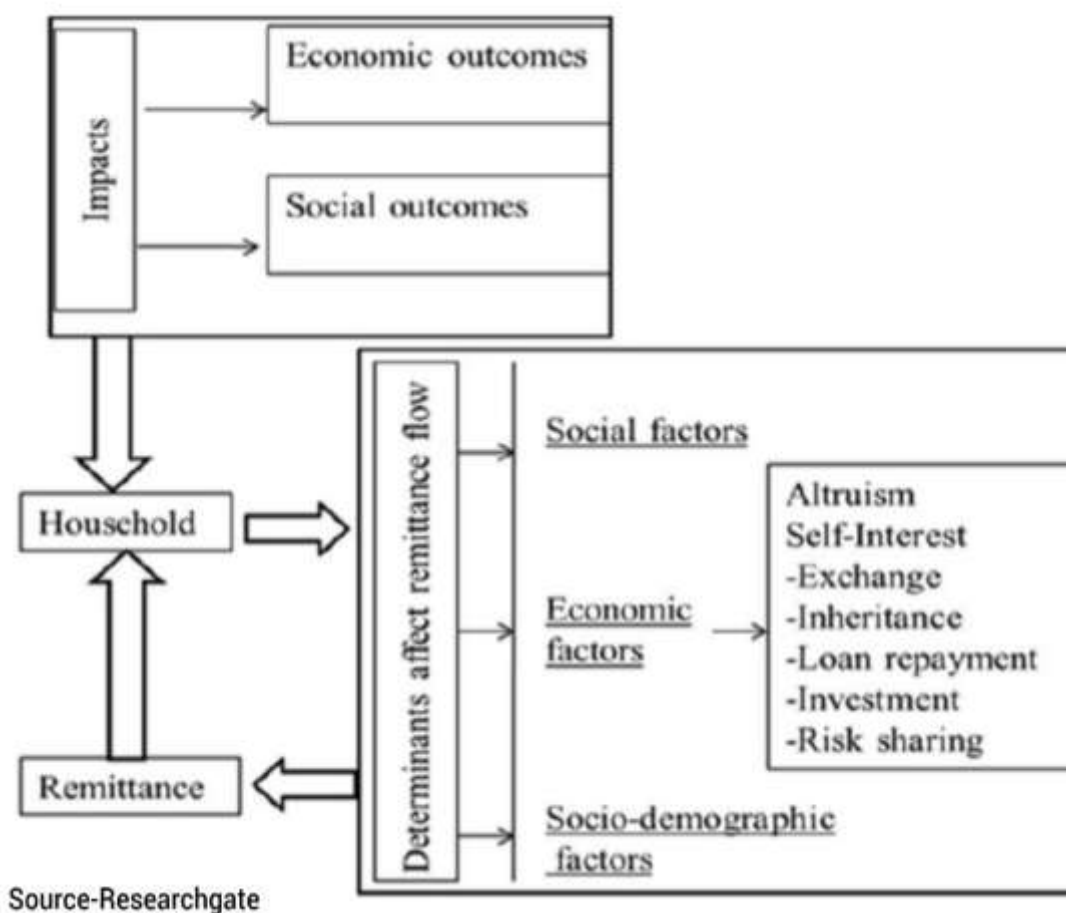 Impacts
Economic outcomes
Social outcomes
Household
Remittance
Determinants affect remittance flow
Social factors
Economic
factors
Socio-demographic
factors
Altruism
Self-Interest
-Exchange
-Inheritance
-Loan repayment
-Investment
-Risk sharing
Source-Researchgate